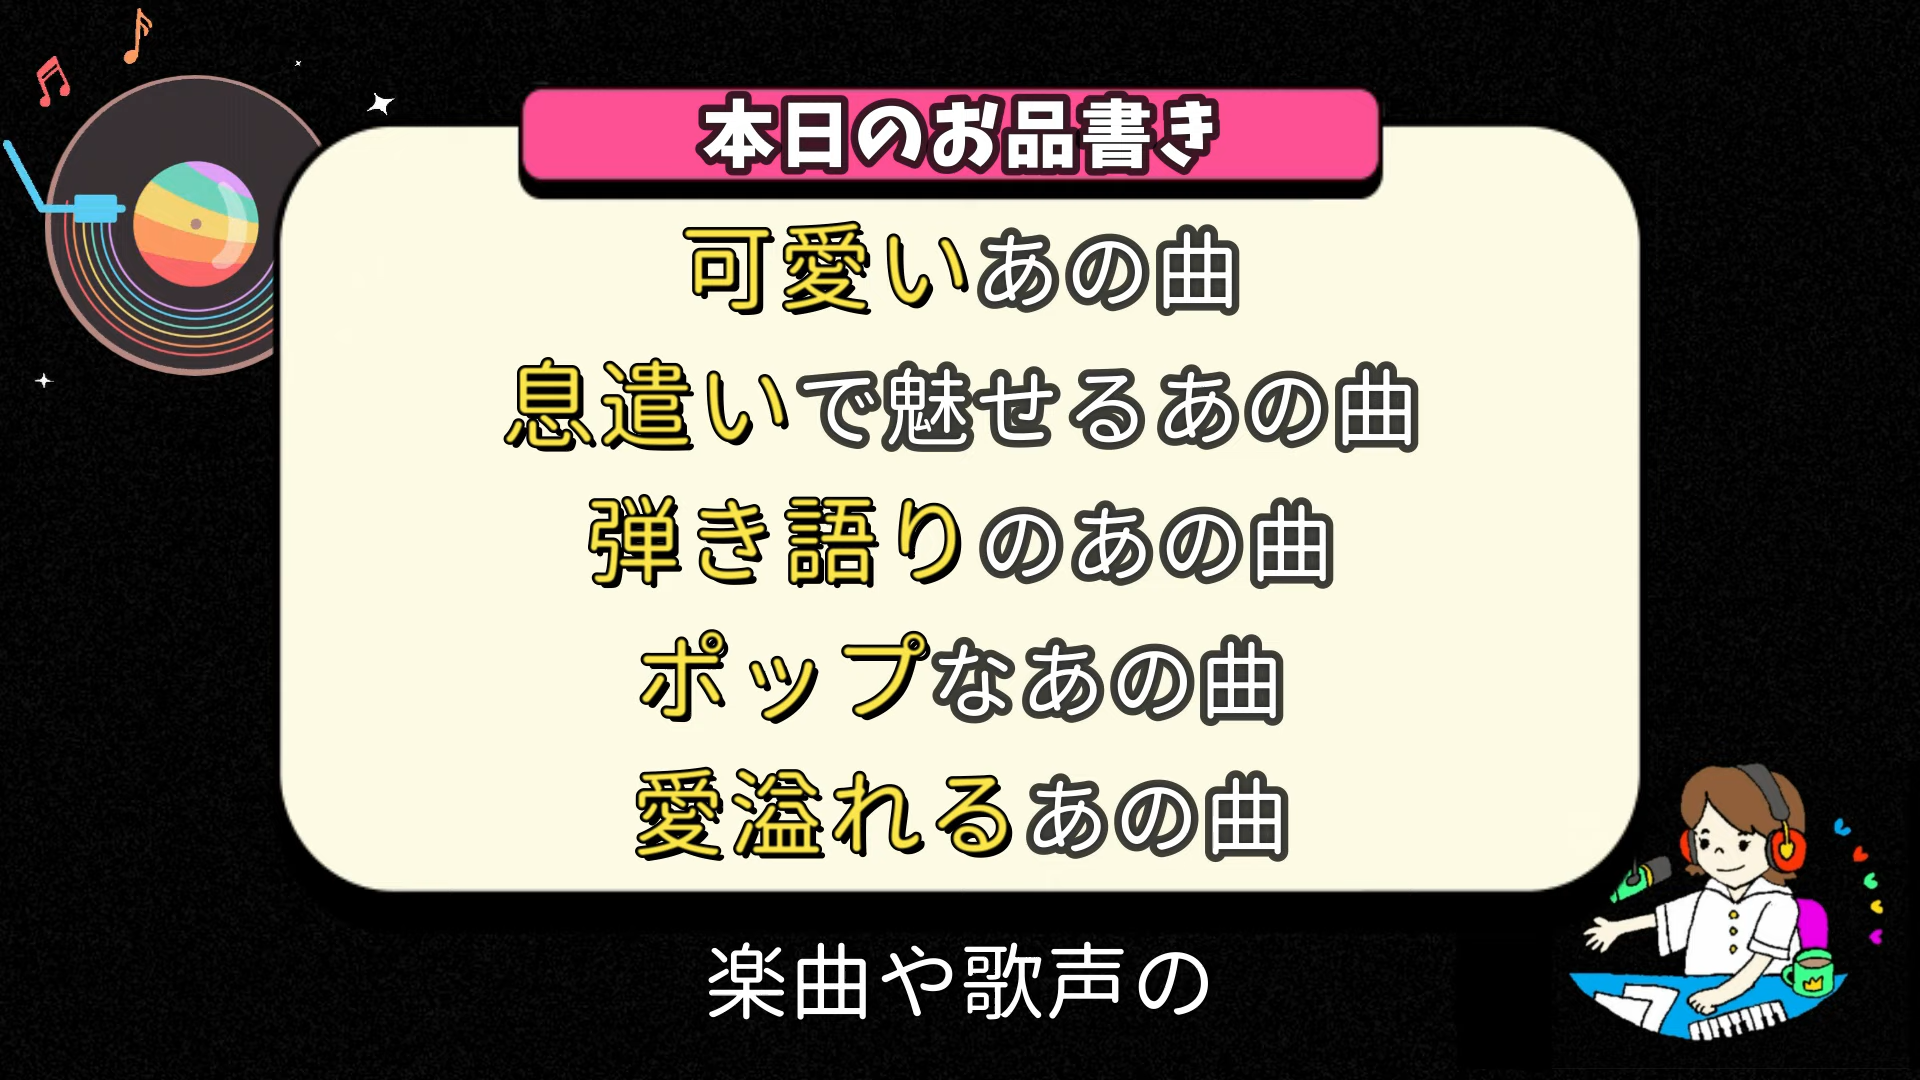 本日のお品書き
可愛いあの曲
息遣いで魅せるあの曲
弾き語りのあの曲
ポップなあの曲
愛溢れるあの曲
楽曲や歌声の